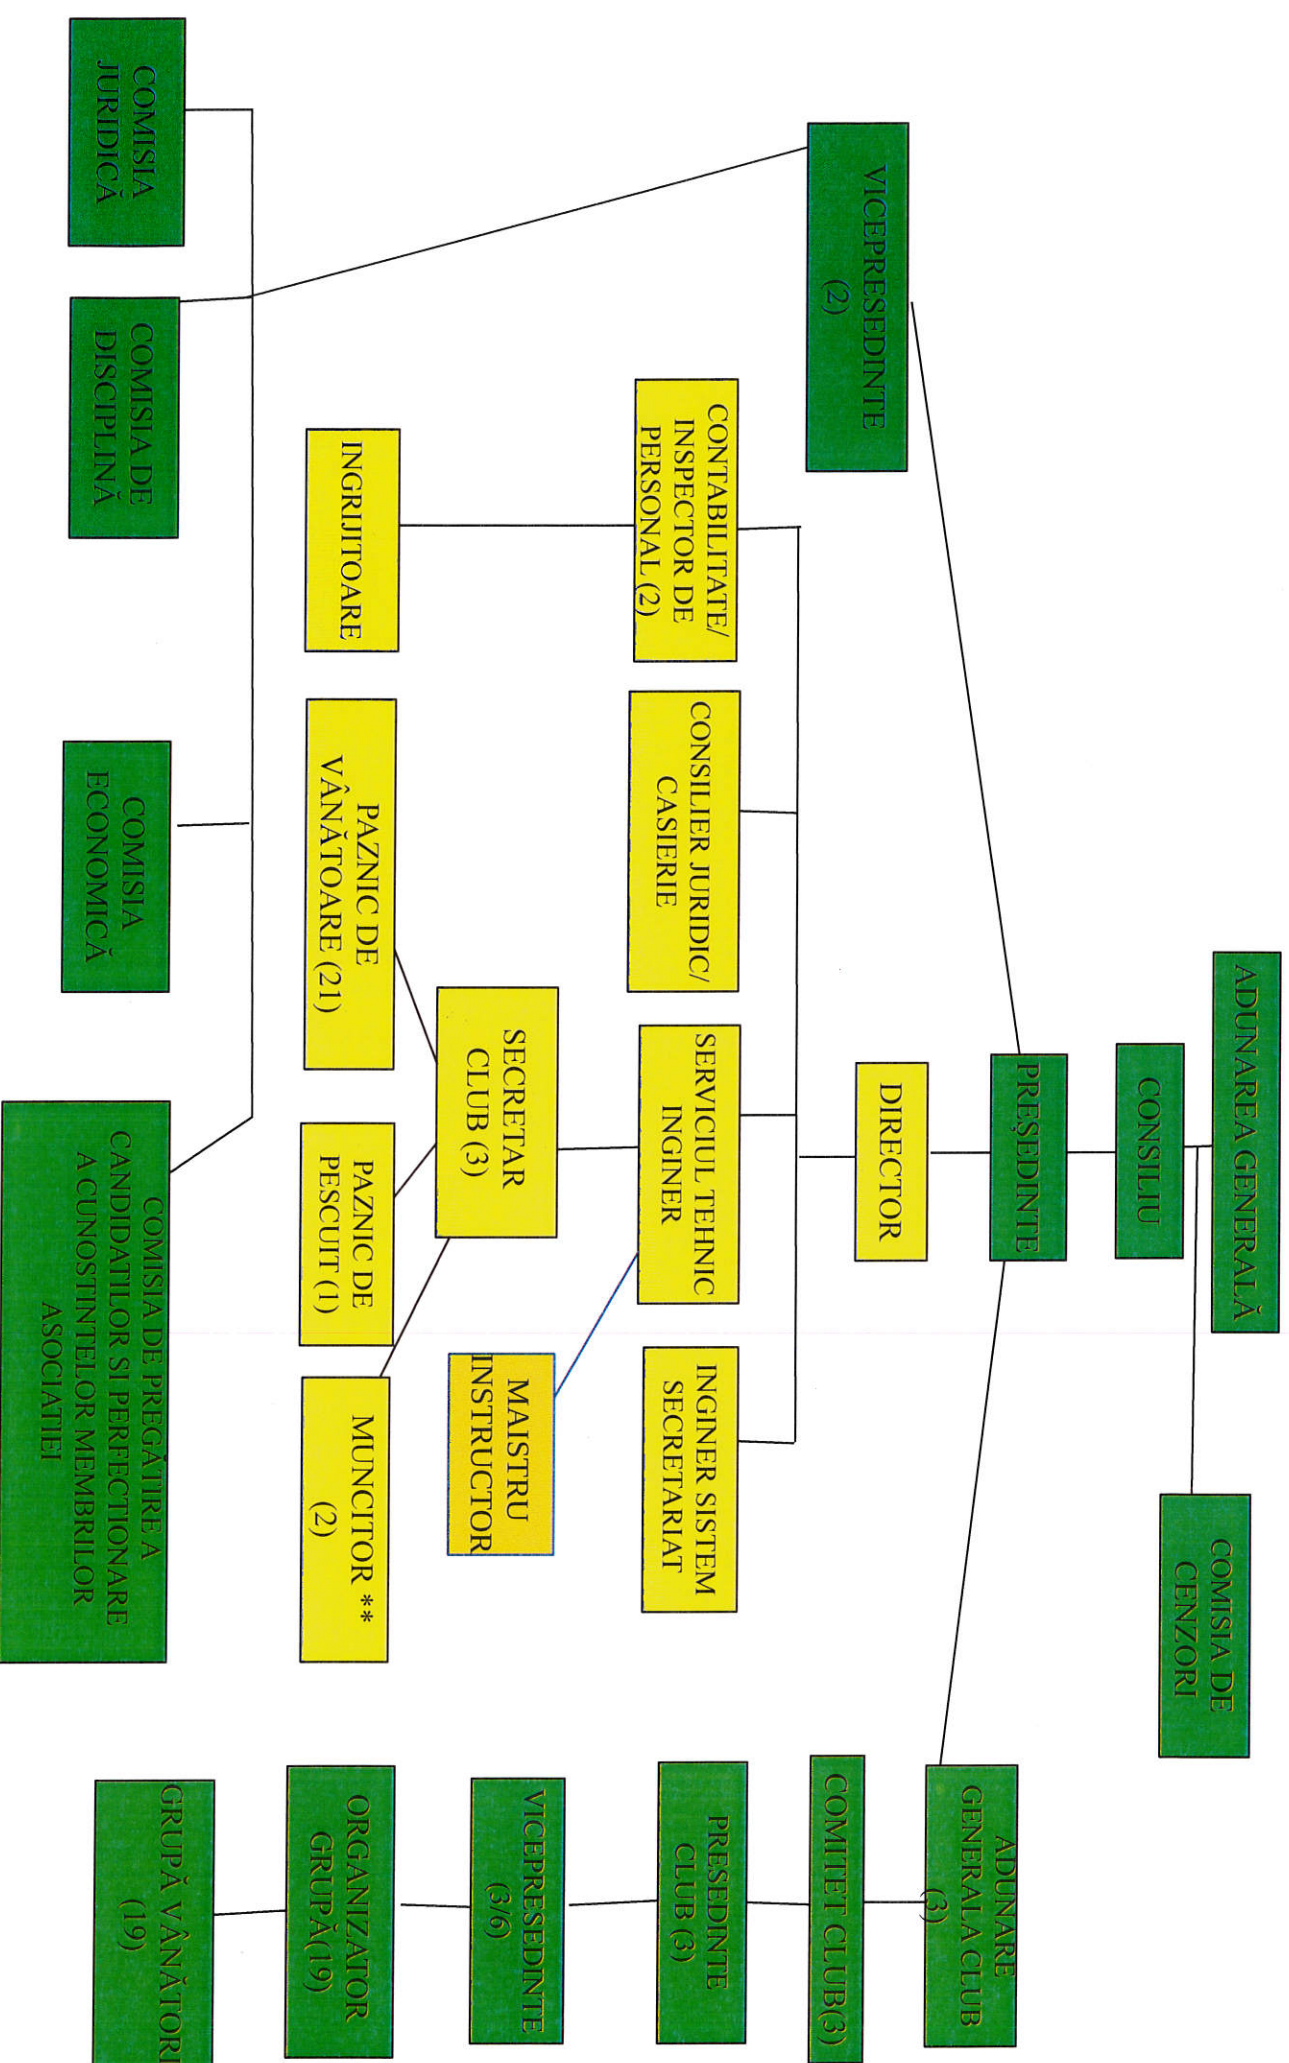 ADUNAREA GENERALĂ
CONSILIU
COMISIA DE
CENZORI
PREȘEDINTE
VICEPRESEDINTE
(2)
DIRECTOR
ADUNARE
GENERALA CLUB
(3)
COMITET CLUB(3)
CONTABILITATE/
INSPECTOR DE
PERSONAL (2)
CONSILIER JURIDIC/
CASIERIE
SERVICIUL TEHNIC
INGINER
INGINER SISTEM
SECRETARIAT
PRESEDINTE
CLUB (3)
SECRETAR
CLUB (3)
MAISTRU
INSTRUCTOR
VICEPRESEDINTE
(3/6)
INGRIJITOARE
PAZNIC DE
VÂNĂTOARE (21)
PAZNIC DE
PESCUIT (1)
MUNCITOR **
(2)
ORGANIZATOR
GRUPĂ(19)
COMISIA
JURIDICĂ
COMISIA DE
DISCIPLINĂ
COMISIA
ECONOMICĂ
COMISIA DE PREGĂTIRE A
CANDIDATILOR SI PERFECTIONARE
A CUNOSTINTELOR MEMBRILOR
ASOCIATIEI
GRUPĂ VÂNĂTORI
(19)